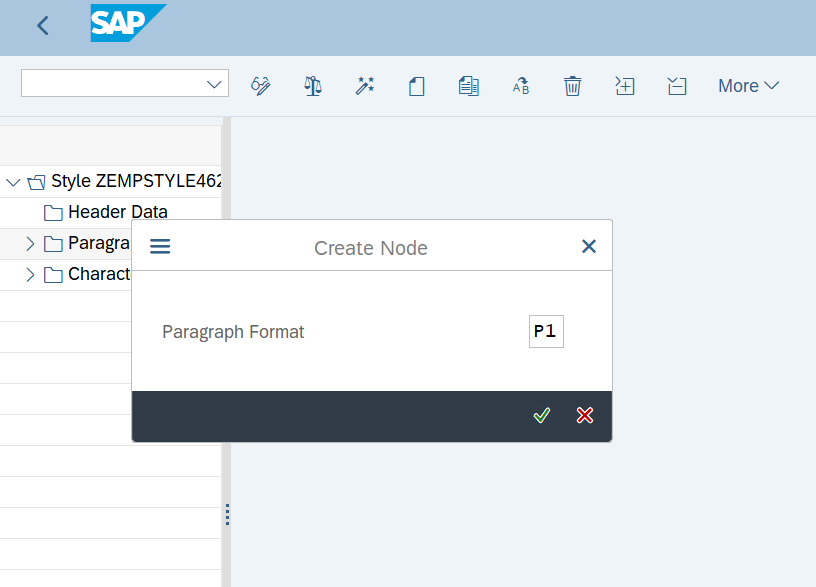 SAP
More
Style ZEMPSTYLE462
Header Data
Paragra
Charact
Create Node
Paragraph Format
P1